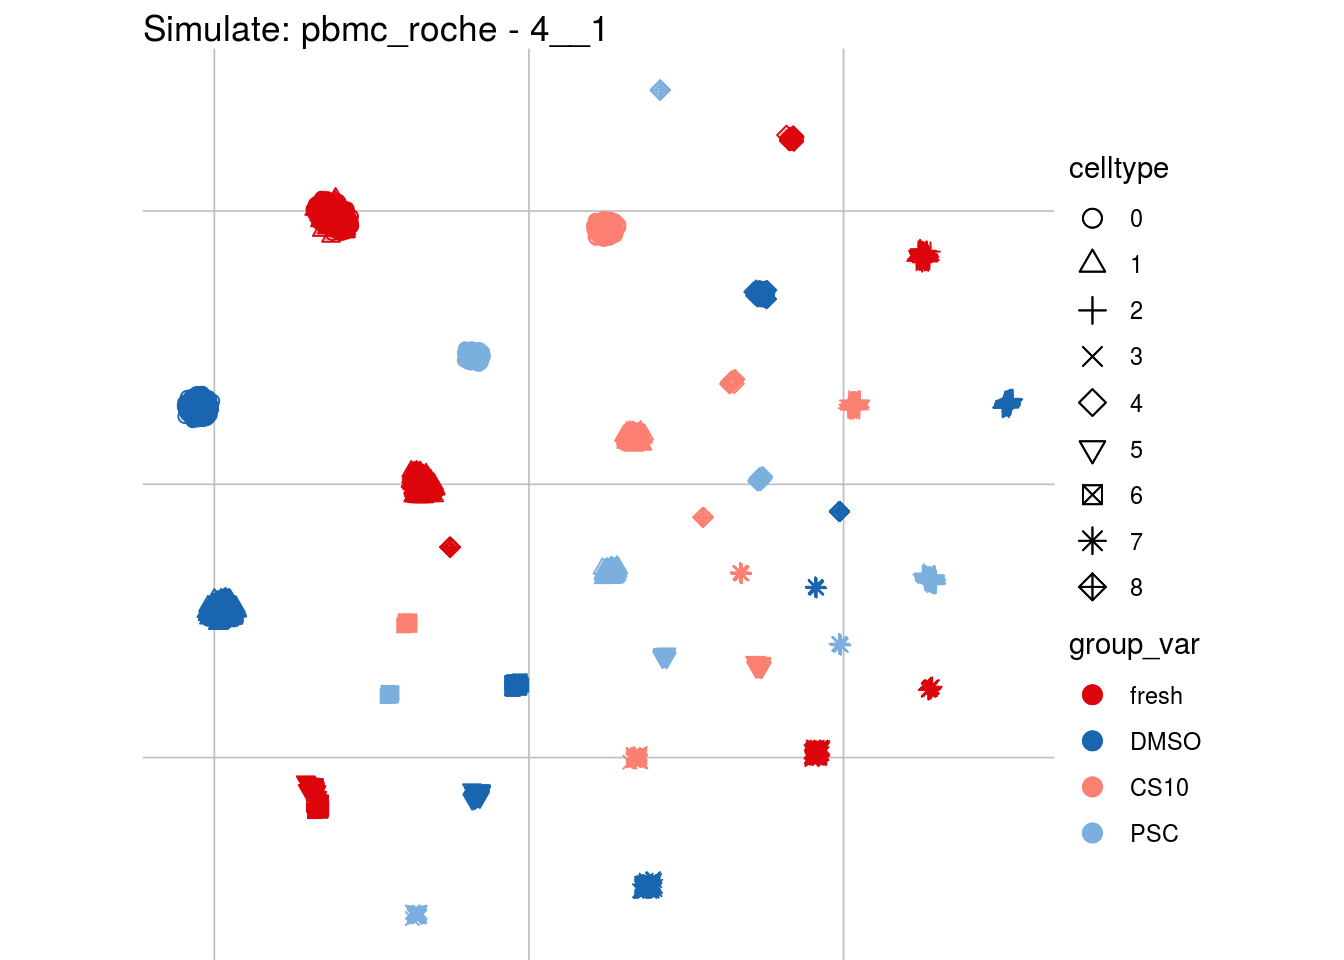 Simulate: pbmc_roche - 4__1
celltype
0
1
2
3
4
5
6
7
8
group_var
fresh
DMSO
CS10
PSC